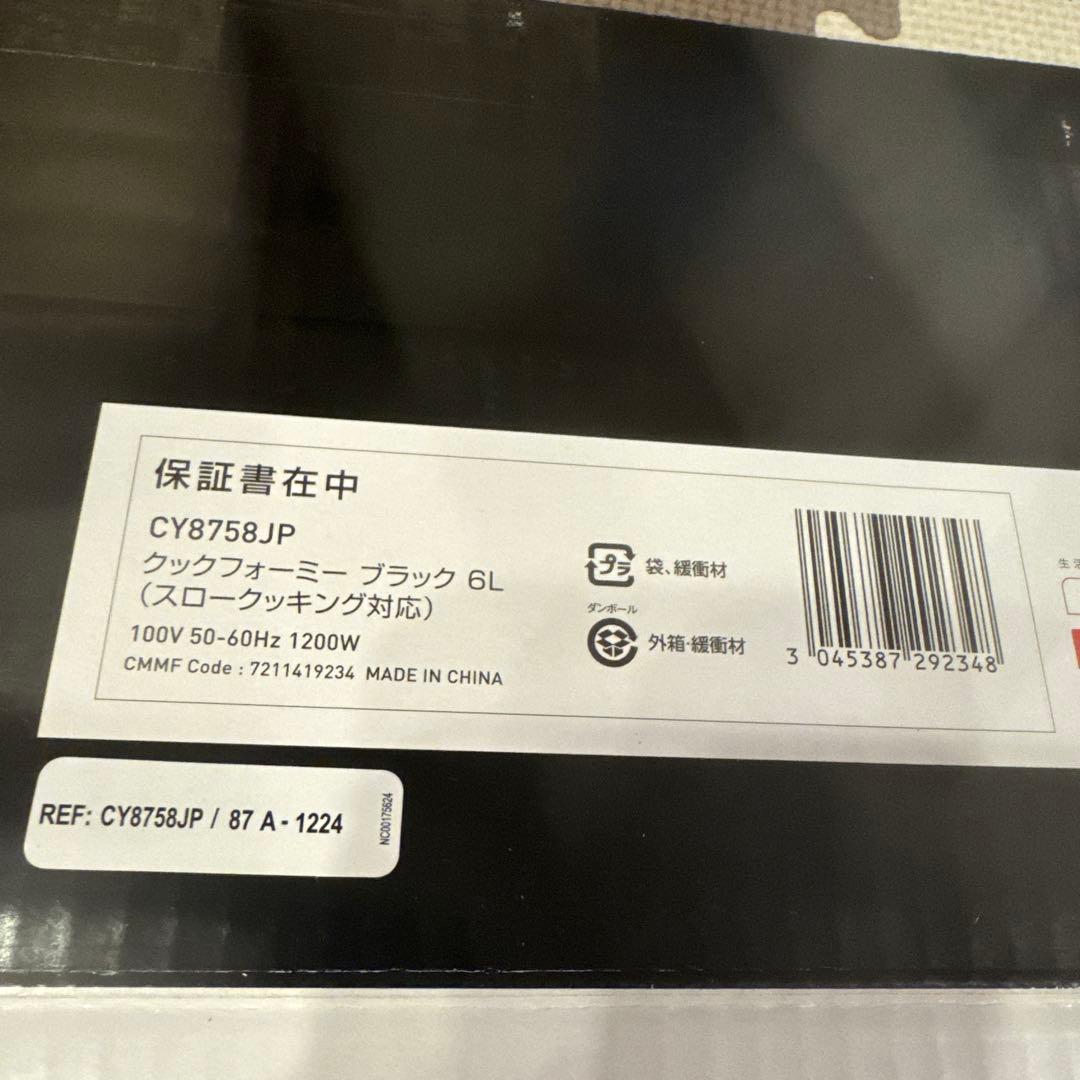 保証書在中
CY8758JP
クックフォーミー ブラック 6L
(スロークッキング対応)
100V 50-60Hz 1200W
CMMF Code : 7211419234 MADE IN CHINA
プラ
袋、緩衝材
ダンボール
外箱・緩衝材
3 045387 292348
生活
REF: CY8758JP / 87 A - 1224
NC00175624